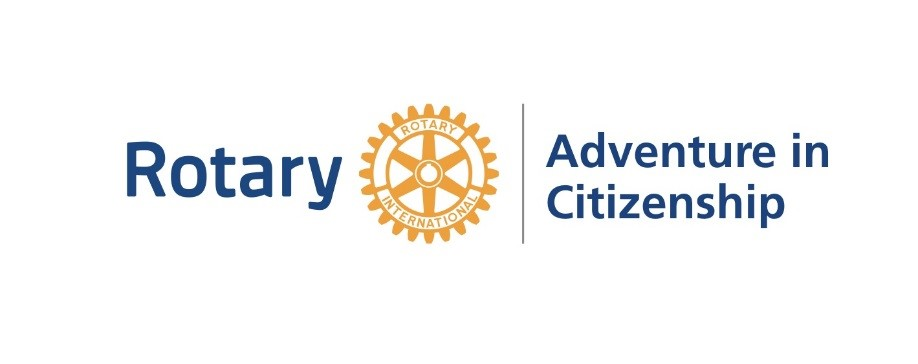 Rotary
ROTARY
INTERNATIONAL
Adventure in
Citizenship